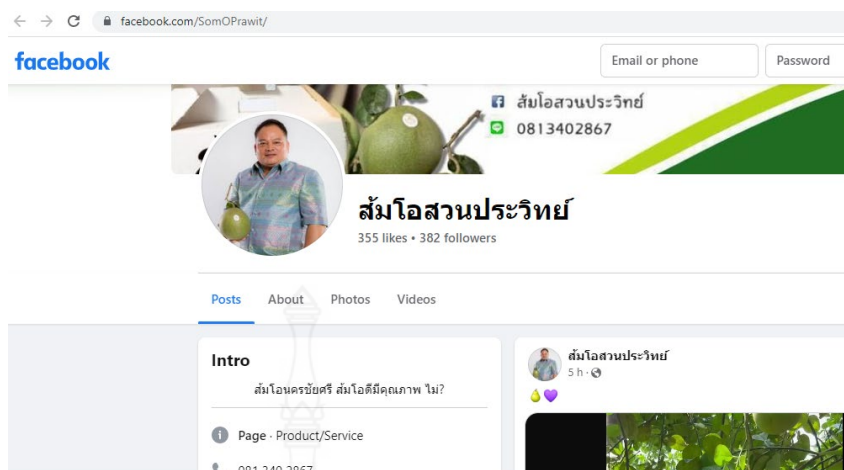 facebook.com/SomOPrawit/
facebook
Email or phone
Password
ส้มโอสวนประวิทย์
0813402867
ส้มโอสวนประวิทย์
355 likes • 382 followers
Posts
About
Photos
Videos
Intro
ส้มโอนครชัยศรี ส้มโอดีมีคุณภาพ ไม่?
Page · Product/Service
081 340 2867
ส้มโอสวนประวิทย์
5 h ·